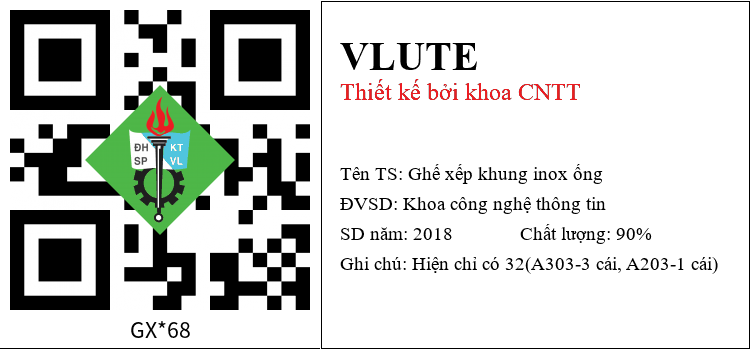 ĐH KT
SP VL
GX*68
VLUTE
Thiết kế bởi khoa CNTT
Tên TS: Ghế xếp khung inox ống
ĐVSD: Khoa công nghệ thông tin
SD năm: 2018 Chất lượng: 90%
Ghi chú: Hiện chỉ có 32(A303-3 cái, A203-1 cái)